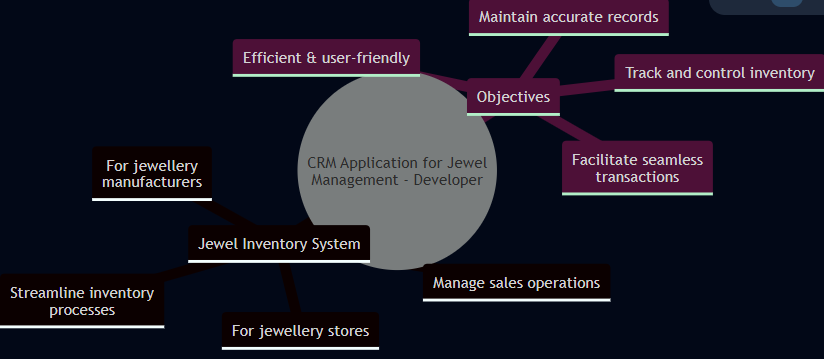 Maintain accurate records
Efficient & user-friendly
Track and control inventory
Objectives
CRM Application for Jewel
Management - Developer
Facilitate seamless
transactions
For jewellery
manufacturers
Jewel Inventory System
Manage sales operations
Streamline inventory
processes
For jewellery stores